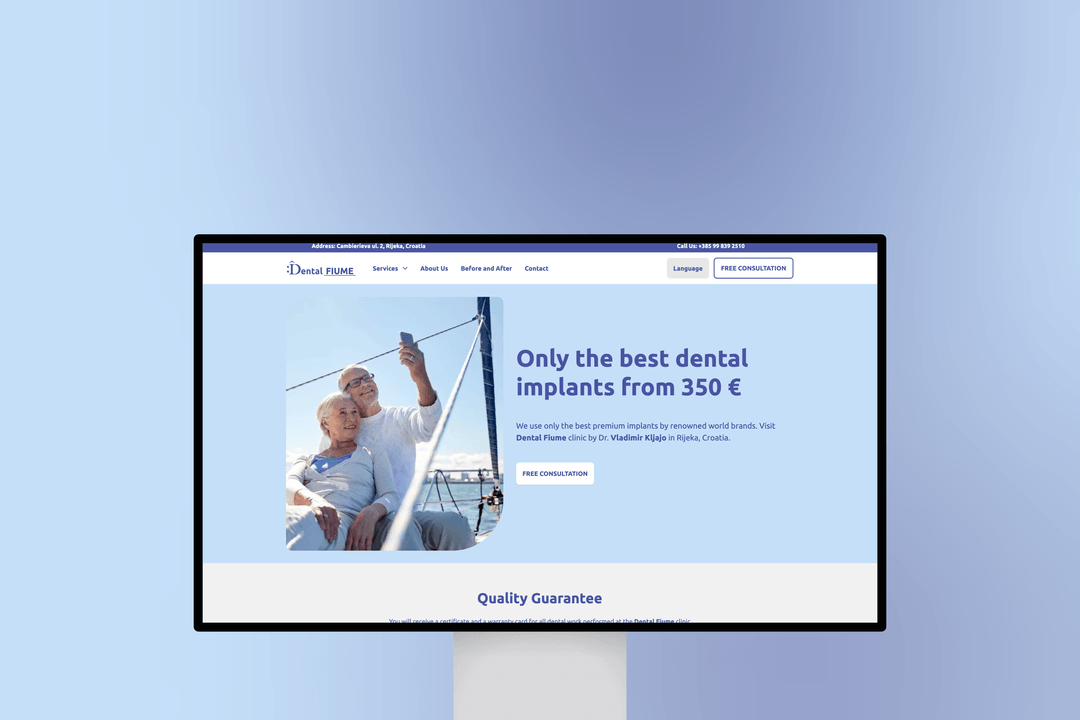 Address: Cambierieva ul. 2, Rijeka, Croatia
Call Us: +385 99 839 2510
Dental FIUME
Services
About Us
Before and After
Contact
Language
FREE CONSULTATION
Only the best dental
implants from 350 €
We use only the best premium implants by renowned world brands. Visit
Dental Fiume clinic by Dr. Vladimir Kljajo in Rijeka, Croatia.
FREE CONSULTATION
Quality Guarantee
You will receive a certificate and a warranty card for all dental work performed at the Dental Fiume clinic